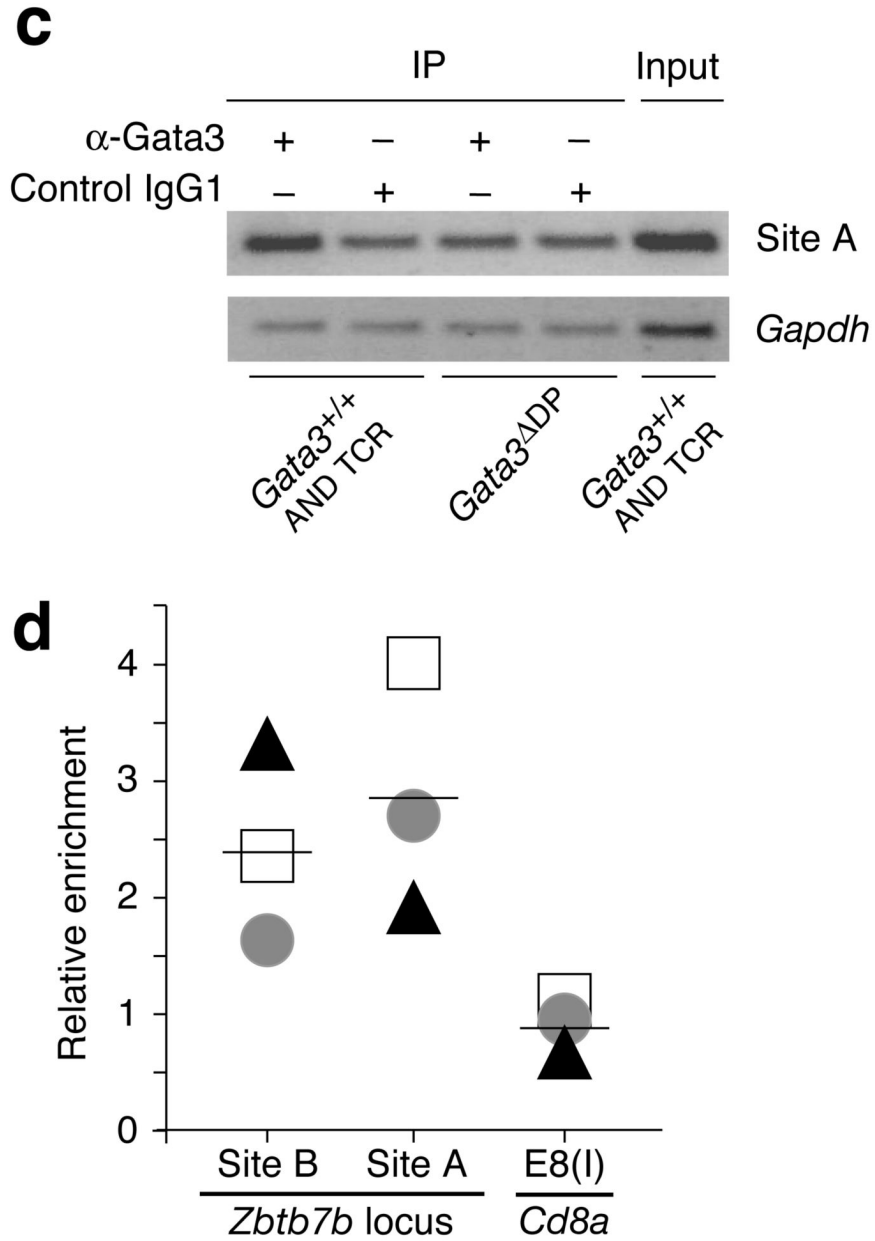 c
IP Input
α-Gata3 + – + –
Control IgG1 – + – +
Site A
Gapdh
Gata3+/+
AND TCR
Gata3ΔDP
Gata3+/+
AND TCR
d
Relative enrichment
4
3
2
1
0
Site B Site A E8(I)
Zbtb7b locus Cd8a